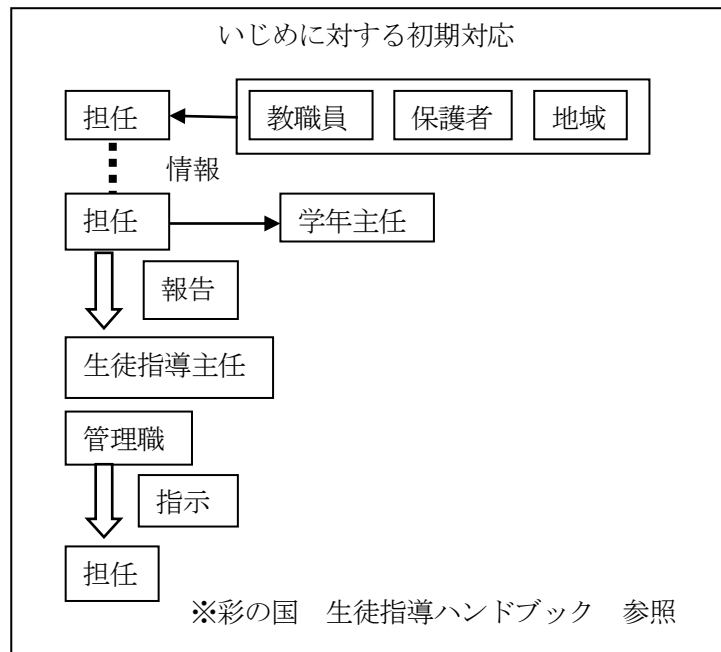 いじめに対する初期対応
担任
教職員
保護者
地域
情報
担任
学年主任
報告
生徒指導主任
管理職
指示
担任
※彩の国　生徒指導ハンドブック　参照